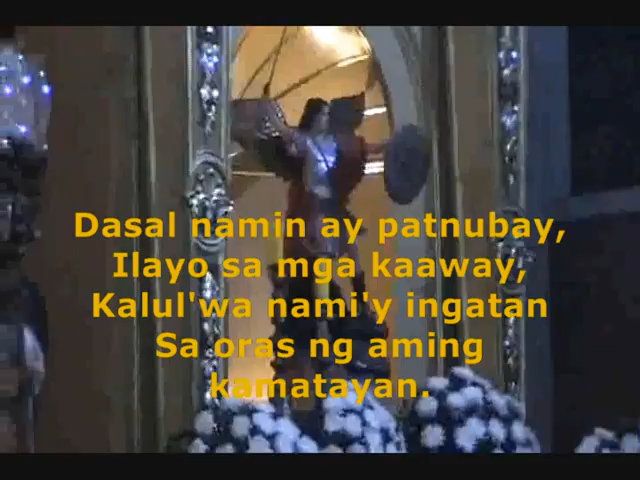 Dasal namin ay patnubay,
Ilayo sa mga kaaway,
Kalul'wa nami'y ingatan
Sa oras ng aming
kamatayan.